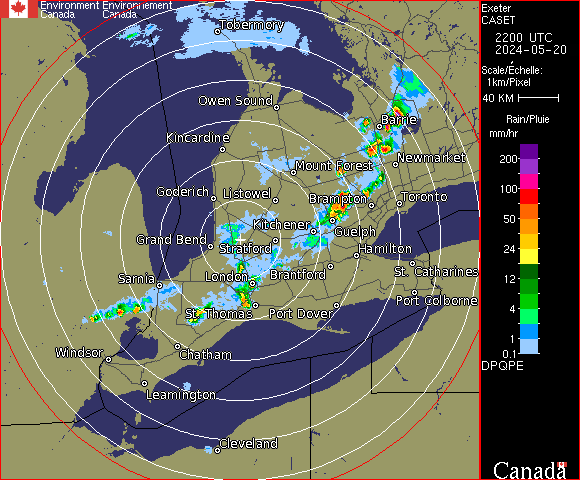 Environment Environnement
Canada Canada
Tobermory
Owen Sound
Barrie
Kincardine
Mount Forest
Newmarket
Goderich
Listowel
Brampton
Toronto
Kitchener
Guelph
Grand Bend
Stratford
Hamilton
Sarnia
London
Brantford
St. Catharines
St. Thomas
Port Dover
Port Colborne
Windsor
Chatham
Leamington
Cleveland
Exeter
CASET
2200 UTC
2024-05-20
Scale/Échelle:
1km/Pixel
40 KM
Rain/Pluie
mm/hr
200
100
50
24
12
4
1
0.1
DPQPE
Canada